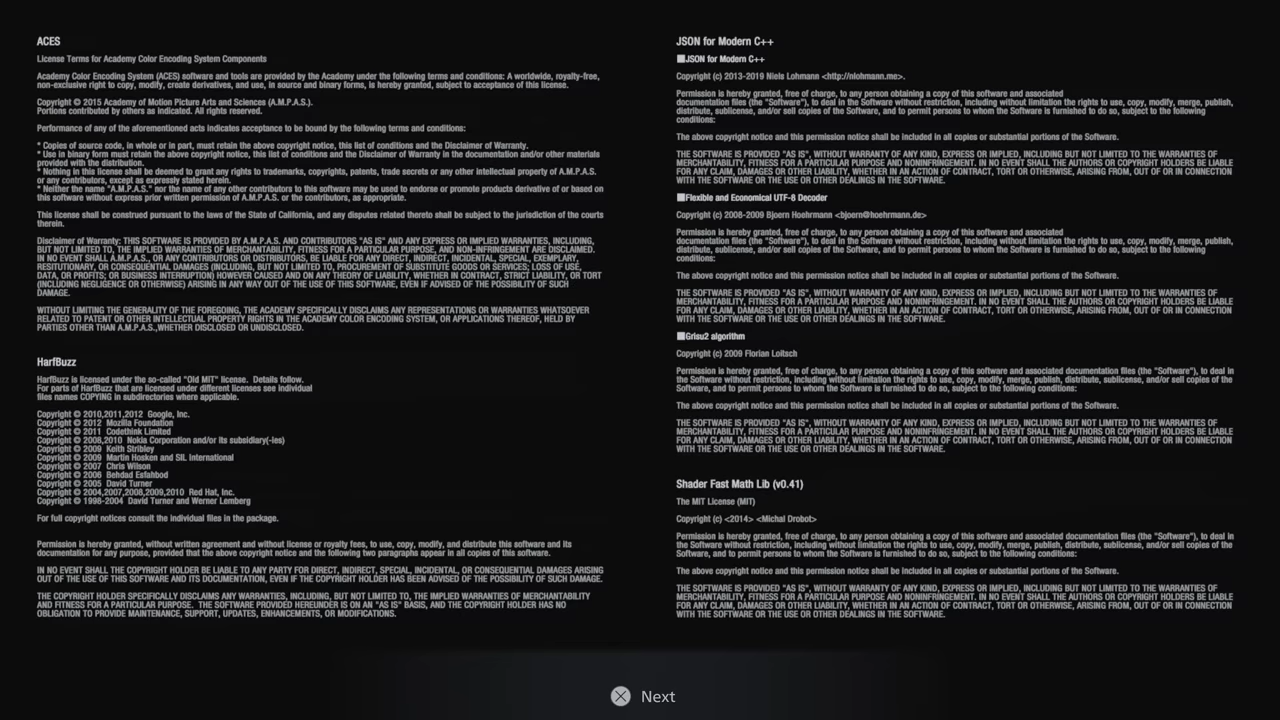 ACES
License Terms for Academy Color Encoding System Components
Academy Color Encoding System (ACES) software and tools are provided by the Academy under the following terms and conditions: A worldwide, royalty-free,
non-exclusive right to copy, modify, create derivatives, and use, in source and binary forms, is hereby granted, subject to acceptance of this license.
Copyright © 2015 Academy of Motion Picture Arts and Sciences (A.M.P.A.S.).
Portions contributed by others as indicated. All rights reserved.
Performance of any of the aforementioned acts indicates acceptance to be bound by the following terms and conditions:
* Copies of source code, in whole or in part, must retain the above copyright notice, this list of conditions and the Disclaimer of Warranty.
* Use in binary form must retain the above copyright notice, this list of conditions and the Disclaimer of Warranty in the documentation and/or other materials
provided with the distribution.
* Nothing in this license shall be deemed to grant any rights to trademarks, copyrights, patents, trade secrets or any other intellectual property of A.M.P.A.S.
or any contributors, except as expressly stated herein.
* Neither the name "A.M.P.A.S." nor the name of any other contributors to this software may be used to endorse or promote products derivative of or based on
this software without express prior written permission of A.M.P.A.S. or the contributors, as appropriate.
This license shall be construed pursuant to the laws of the State of California, and any disputes related thereto shall be subject to the jurisdiction of the courts
therein.
Disclaimer of Warranty: THIS SOFTWARE IS PROVIDED BY A.M.P.A.S. AND CONTRIBUTORS "AS IS" AND ANY EXPRESS OR IMPLIED WARRANTIES, INCLUDING,
BUT NOT LIMITED TO, THE IMPLIED WARRANTIES OF MERCHANTABILITY, FITNESS FOR A PARTICULAR PURPOSE, AND NON-INFRINGEMENT ARE DISCLAIMED.
IN NO EVENT SHALL A.M.P.A.S., OR ANY CONTRIBUTORS OR DISTRIBUTORS, BE LIABLE FOR ANY DIRECT, INDIRECT, INCIDENTAL, SPECIAL, EXEMPLARY,
RESITUTIONARY, OR CONSEQUENTIAL DAMAGES (INCLUDING, BUT NOT LIMITED TO, PROCUREMENT OF SUBSTITUTE GOODS OR SERVICES; LOSS OF USE,
DATA, OR PROFITS; OR BUSINESS INTERRUPTION) HOWEVER CAUSED AND ON ANY THEORY OF LIABILITY, WHETHER IN CONTRACT, STRICT LIABILITY, OR TORT
(INCLUDING NEGLIGENCE OR OTHERWISE) ARISING IN ANY WAY OUT OF THE USE OF THIS SOFTWARE, EVEN IF ADVISED OF THE POSSIBILITY OF SUCH
DAMAGE.
WITHOUT LIMITING THE GENERALITY OF THE FOREGOING, THE ACADEMY SPECIFICALLY DISCLAIMS ANY REPRESENTATIONS OR WARRANTIES WHATSOEVER
RELATED TO PATENT OR OTHER INTELLECTUAL PROPERTY RIGHTS IN THE ACADEMY COLOR ENCODING SYSTEM, OR APPLICATIONS THEREOF, HELD BY
PARTIES OTHER THAN A.M.P.A.S.,WHETHER DISCLOSED OR UNDISCLOSED.
HarfBuzz
HarfBuzz is licensed under the so-called "Old MIT" license. Details follow.
For parts of HarfBuzz that are licensed under different licenses see individual
files names COPYING in subdirectories where applicable.
Copyright © 2010,2011,2012 Google, Inc.
Copyright © 2012 Mozilla Foundation
Copyright © 2011 Codethink Limited
Copyright © 2008,2010 Nokia Corporation and/or its subsidiary(-ies)
Copyright © 2009 Keith Stribley
Copyright © 2009 Martin Hosken and SIL International
Copyright © 2007 Chris Wilson
Copyright © 2006 Behdad Esfahbod
Copyright © 2005 David Turner
Copyright © 2004,2007,2008,2009,2010 Red Hat, Inc.
Copyright © 1998-2004 David Turner and Werner Lemberg
For full copyright notices consult the individual files in the package.
Permission is hereby granted, without written agreement and without license or royalty fees, to use, copy, modify, and distribute this software and its
documentation for any purpose, provided that the above copyright notice and the following two paragraphs appear in all copies of this software.
IN NO EVENT SHALL THE COPYRIGHT HOLDER BE LIABLE TO ANY PARTY FOR DIRECT, INDIRECT, SPECIAL, INCIDENTAL, OR CONSEQUENTIAL DAMAGES ARISING
OUT OF THE USE OF THIS SOFTWARE AND ITS DOCUMENTATION, EVEN IF THE COPYRIGHT HOLDER HAS BEEN ADVISED OF THE POSSIBILITY OF SUCH DAMAGE.
THE COPYRIGHT HOLDER SPECIFICALLY DISCLAIMS ANY WARRANTIES, INCLUDING, BUT NOT LIMITED TO, THE IMPLIED WARRANTIES OF MERCHANTABILITY
AND FITNESS FOR A PARTICULAR PURPOSE. THE SOFTWARE PROVIDED HEREUNDER IS ON AN "AS IS" BASIS, AND THE COPYRIGHT HOLDER HAS NO
OBLIGATION TO PROVIDE MAINTENANCE, SUPPORT, UPDATES, ENHANCEMENTS, OR MODIFICATIONS.
JSON for Modern C++
■JSON for Modern C++
Copyright (c) 2013-2019 Niels Lohmann <http://nlohmann.me>.
Permission is hereby granted, free of charge, to any person obtaining a copy of this software and associated
documentation files (the "Software"), to deal in the Software without restriction, including without limitation the rights to use, copy, modify, merge, publish,
distribute, sublicense, and/or sell copies of the Software, and to permit persons to whom the Software is furnished to do so, subject to the following
conditions:
The above copyright notice and this permission notice shall be included in all copies or substantial portions of the Software.
THE SOFTWARE IS PROVIDED "AS IS", WITHOUT WARRANTY OF ANY KIND, EXPRESS OR IMPLIED, INCLUDING BUT NOT LIMITED TO THE WARRANTIES OF
MERCHANTABILITY, FITNESS FOR A PARTICULAR PURPOSE AND NONINFRINGEMENT. IN NO EVENT SHALL THE AUTHORS OR COPYRIGHT HOLDERS BE LIABLE
FOR ANY CLAIM, DAMAGES OR OTHER LIABILITY, WHETHER IN AN ACTION OF CONTRACT, TORT OR OTHERWISE, ARISING FROM, OUT OF OR IN CONNECTION
WITH THE SOFTWARE OR THE USE OR OTHER DEALINGS IN THE SOFTWARE.
■Flexible and Economical UTF-8 Decoder
Copyright (c) 2008-2009 Bjoern Hoehrmann <bjoern@hoehrmann.de>
Permission is hereby granted, free of charge, to any person obtaining a copy of this software and associated
documentation files (the "Software"), to deal in the Software without restriction, including without limitation the rights to use, copy, modify, merge, publish,
distribute, sublicense, and/or sell copies of the Software, and to permit persons to whom the Software is furnished to do so, subject to the following
conditions:
The above copyright notice and this permission notice shall be included in all copies or substantial portions of the Software.
THE SOFTWARE IS PROVIDED "AS IS", WITHOUT WARRANTY OF ANY KIND, EXPRESS OR IMPLIED, INCLUDING BUT NOT LIMITED TO THE WARRANTIES OF
MERCHANTABILITY, FITNESS FOR A PARTICULAR PURPOSE AND NONINFRINGEMENT. IN NO EVENT SHALL THE AUTHORS OR COPYRIGHT HOLDERS BE LIABLE
FOR ANY CLAIM, DAMAGES OR OTHER LIABILITY, WHETHER IN AN ACTION OF CONTRACT, TORT OR OTHERWISE, ARISING FROM, OUT OF OR IN CONNECTION
WITH THE SOFTWARE OR THE USE OR OTHER DEALINGS IN THE SOFTWARE.
■Grisu2 algorithm
Copyright (c) 2009 Florian Loitsch
Permission is hereby granted, free of charge, to any person obtaining a copy of this software and associated documentation files (the "Software"), to deal in
the Software without restriction, including without limitation the rights to use, copy, modify, merge, publish, distribute, sublicense, and/or sell copies of the
Software, and to permit persons to whom the Software is furnished to do so, subject to the following conditions:
The above copyright notice and this permission notice shall be included in all copies or substantial portions of the Software.
THE SOFTWARE IS PROVIDED "AS IS", WITHOUT WARRANTY OF ANY KIND, EXPRESS OR IMPLIED, INCLUDING BUT NOT LIMITED TO THE WARRANTIES OF
MERCHANTABILITY, FITNESS FOR A PARTICULAR PURPOSE AND NONINFRINGEMENT. IN NO EVENT SHALL THE AUTHORS OR COPYRIGHT HOLDERS BE LIABLE
FOR ANY CLAIM, DAMAGES OR OTHER LIABILITY, WHETHER IN AN ACTION OF CONTRACT, TORT OR OTHERWISE, ARISING FROM, OUT OF OR IN CONNECTION
WITH THE SOFTWARE OR THE USE OR OTHER DEALINGS IN THE SOFTWARE.
Shader Fast Math Lib (v0.41)
The MIT License (MIT)
Copyright (c) <2014> <Michal Drobot>
Permission is hereby granted, free of charge, to any person obtaining a copy of this software and associated documentation files (the "Software"), to deal in
the Software without restriction, including without limitation the rights to use, copy, modify, merge, publish, distribute, sublicense, and/or sell copies of the
Software, and to permit persons to whom the Software is furnished to do so, subject to the following conditions:
The above copyright notice and this permission notice shall be included in all copies or substantial portions of the Software.
THE SOFTWARE IS PROVIDED "AS IS", WITHOUT WARRANTY OF ANY KIND, EXPRESS OR IMPLIED, INCLUDING BUT NOT LIMITED TO THE WARRANTIES OF
MERCHANTABILITY, FITNESS FOR A PARTICULAR PURPOSE AND NONINFRINGEMENT. IN NO EVENT SHALL THE AUTHORS OR COPYRIGHT HOLDERS BE LIABLE
FOR ANY CLAIM, DAMAGES OR OTHER LIABILITY, WHETHER IN AN ACTION OF CONTRACT, TORT OR OTHERWISE, ARISING FROM, OUT OF OR IN CONNECTION
WITH THE SOFTWARE OR THE USE OR OTHER DEALINGS IN THE SOFTWARE.
Next